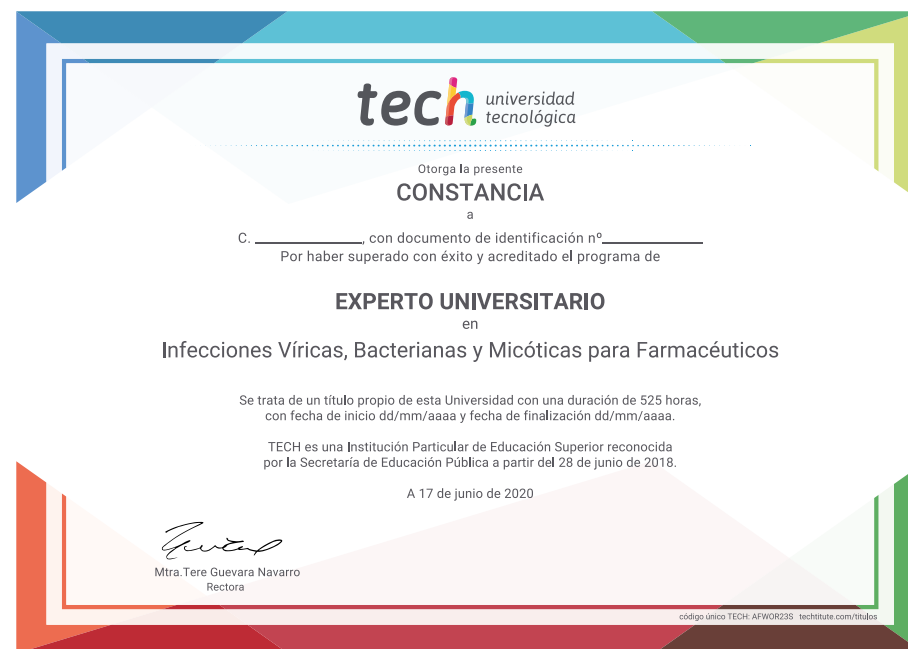 tech universidad
tecnológica
Otorga la presente
CONSTANCIA
a
C. ____________, con documento de identificación nº____________
Por haber superado con éxito y acreditado el programa de
EXPERTO UNIVERSITARIO
en
Infecciones Víricas, Bacterianas y Micóticas para Farmacéuticos
Se trata de un título propio de esta Universidad con una duración de 525 horas,
con fecha de inicio dd/mm/aaaa y fecha de finalización dd/mm/aaaa.
TECH es una Institución Particular de Educación Superior reconocida
por la Secretaría de Educación Pública a partir del 28 de junio de 2018.
A 17 de junio de 2020
Mtra.Tere Guevara Navarro
Rectora
código único TECH: AFWOR23S techtitute.com/titulos